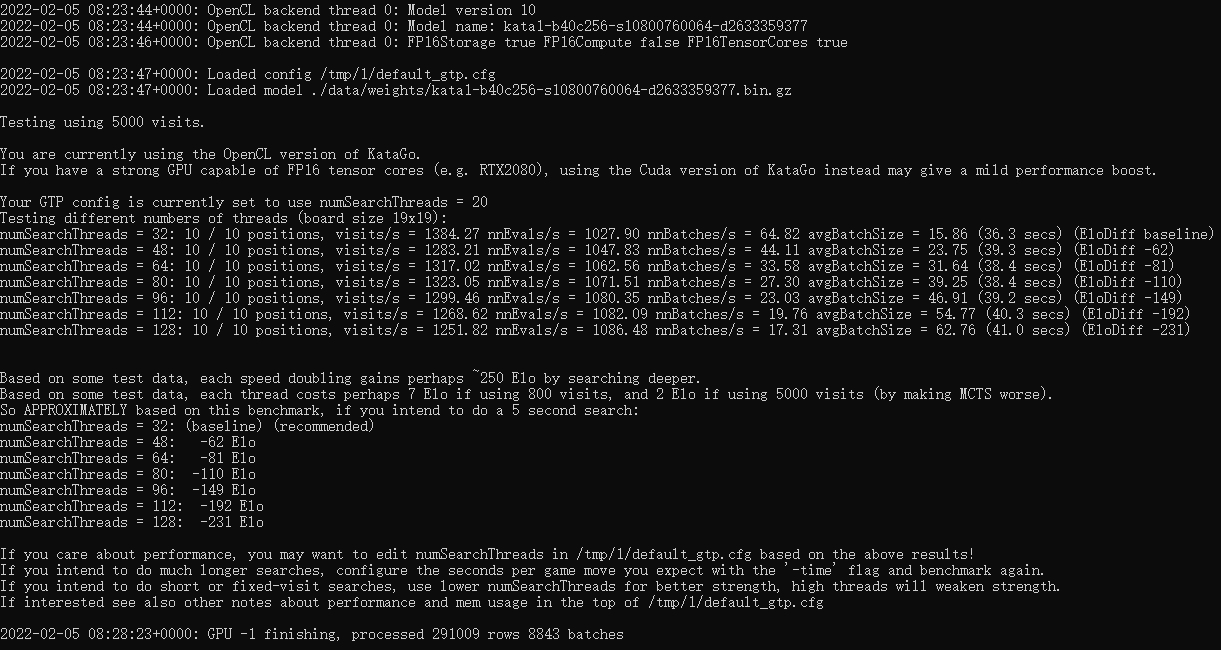 2022-02-05 08:23:44+0000: OpenCL backend thread 0: Model version 10
2022-02-05 08:23:44+0000: OpenCL backend thread 0: Model name: kata1-b40c256-s10800760064-d2633359377
2022-02-05 08:23:46+0000: OpenCL backend thread 0: FP16Storage true FP16Compute false FP16TensorCores true
2022-02-05 08:23:47+0000: Loaded config /tmp/1/default_gtp.cfg
2022-02-05 08:23:47+0000: Loaded model ./data/weights/kata1-b40c256-s10800760064-d2633359377.bin.gz
Testing using 5000 visits.
You are currently using the OpenCL version of KataGo.
If you have a strong GPU capable of FP16 tensor cores (e.g. RTX2080), using the Cuda version of KataGo instead may give a mild performance boost.
Your GTP config is currently set to use numSearchThreads = 20
Testing different numbers of threads (board size 19x19):
numSearchThreads = 32: 10 / 10 positions, visits/s = 1384.27 nnEvals/s = 1027.90 nnBatches/s = 64.82 avgBatchSize = 15.86 (36.3 secs) (EloDiff baseline)
numSearchThreads = 48: 10 / 10 positions, visits/s = 1283.21 nnEvals/s = 1047.83 nnBatches/s = 44.11 avgBatchSize = 23.75 (39.3 secs) (EloDiff -62)
numSearchThreads = 64: 10 / 10 positions, visits/s = 1317.02 nnEvals/s = 1062.56 nnBatches/s = 33.58 avgBatchSize = 31.64 (38.4 secs) (EloDiff -81)
numSearchThreads = 80: 10 / 10 positions, visits/s = 1323.05 nnEvals/s = 1071.51 nnBatches/s = 27.30 avgBatchSize = 39.25 (38.4 secs) (EloDiff -110)
numSearchThreads = 96: 10 / 10 positions, visits/s = 1299.46 nnEvals/s = 1080.35 nnBatches/s = 23.03 avgBatchSize = 46.91 (39.2 secs) (EloDiff -149)
numSearchThreads = 112: 10 / 10 positions, visits/s = 1268.62 nnEvals/s = 1082.09 nnBatches/s = 19.76 avgBatchSize = 54.77 (40.3 secs) (EloDiff -192)
numSearchThreads = 128: 10 / 10 positions, visits/s = 1251.82 nnEvals/s = 1086.48 nnBatches/s = 17.31 avgBatchSize = 62.76 (41.0 secs) (EloDiff -231)
Based on some test data, each speed doubling gains perhaps ~250 Elo by searching deeper.
Based on some test data, each thread costs perhaps 7 Elo if using 800 visits, and 2 Elo if using 5000 visits (by making MCTS worse).
So APPROXIMATELY based on this benchmark, if you intend to do a 5 second search:
numSearchThreads = 32: (baseline) (recommended)
numSearchThreads = 48:   -62 Elo
numSearchThreads = 64:   -81 Elo
numSearchThreads = 80:  -110 Elo
numSearchThreads = 96:  -149 Elo
numSearchThreads = 112:  -192 Elo
numSearchThreads = 128:  -231 Elo
If you care about performance, you may want to edit numSearchThreads in /tmp/1/default_gtp.cfg based on the above results!
If you intend to do much longer searches, configure the seconds per game move you expect with the '-time' flag and benchmark again.
If you intend to do short or fixed-visit searches, use lower numSearchThreads for better strength, high threads will weaken strength.
If interested see also other notes about performance and mem usage in the top of /tmp/1/default_gtp.cfg
2022-02-05 08:28:23+0000: GPU -1 finishing, processed 291009 rows 8843 batches